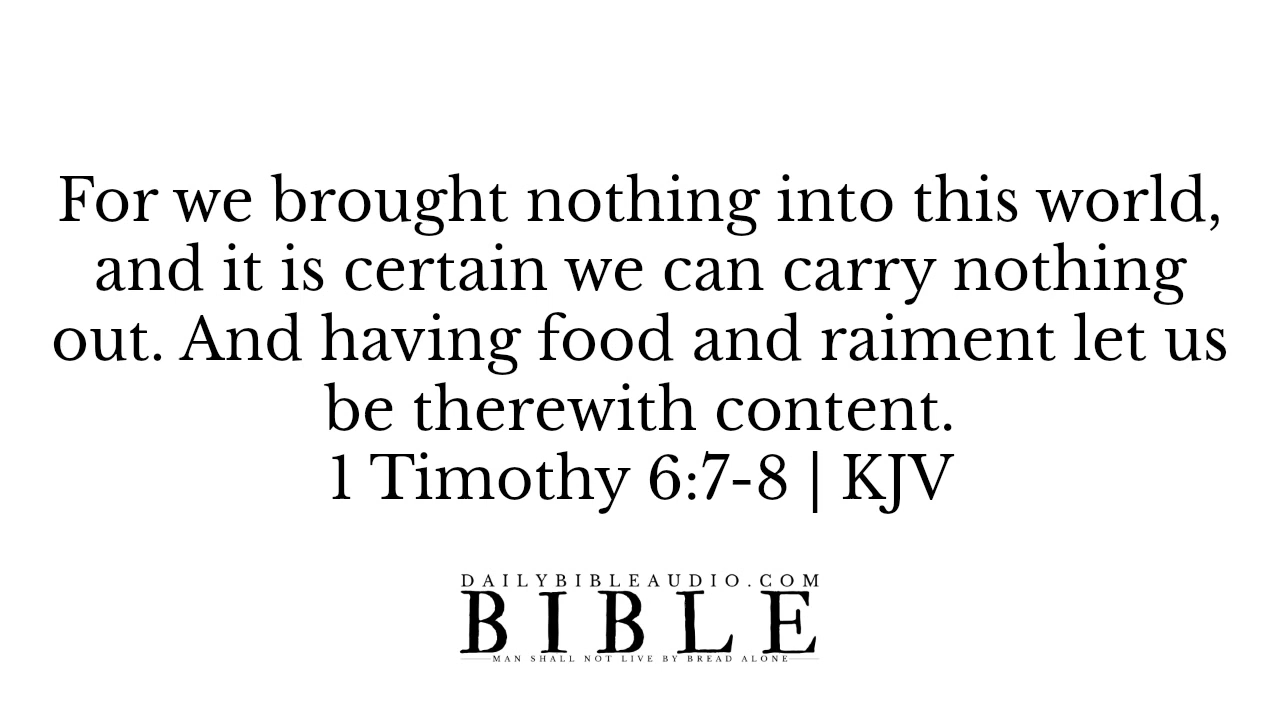 For we brought nothing into this world,
and it is certain we can carry nothing
out. And having food and raiment let us
be therewith content.
1 Timothy 6:7-8 | KJV
DAILYBIBLEAUDIO.COM
BIBLE
MAN SHALL NOT LIVE BY BREAD ALONE